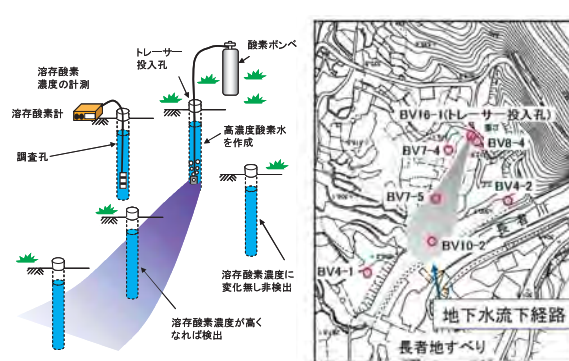 酸素ボンベ
トレーサー
投入孔
溶存酸素
濃度の計測
溶存酸素計
高濃度酸素水
を作成
調査孔
溶存酸素濃度に
変化無し非検出
溶存酸素濃度が高く
なれば検出
BV16-1(トレーサー投入孔)
BV7-4
BV8-4
BV7-5
BV4-2
長者
BV10-2
BV4-1
地下水流下経路
長者地すべり